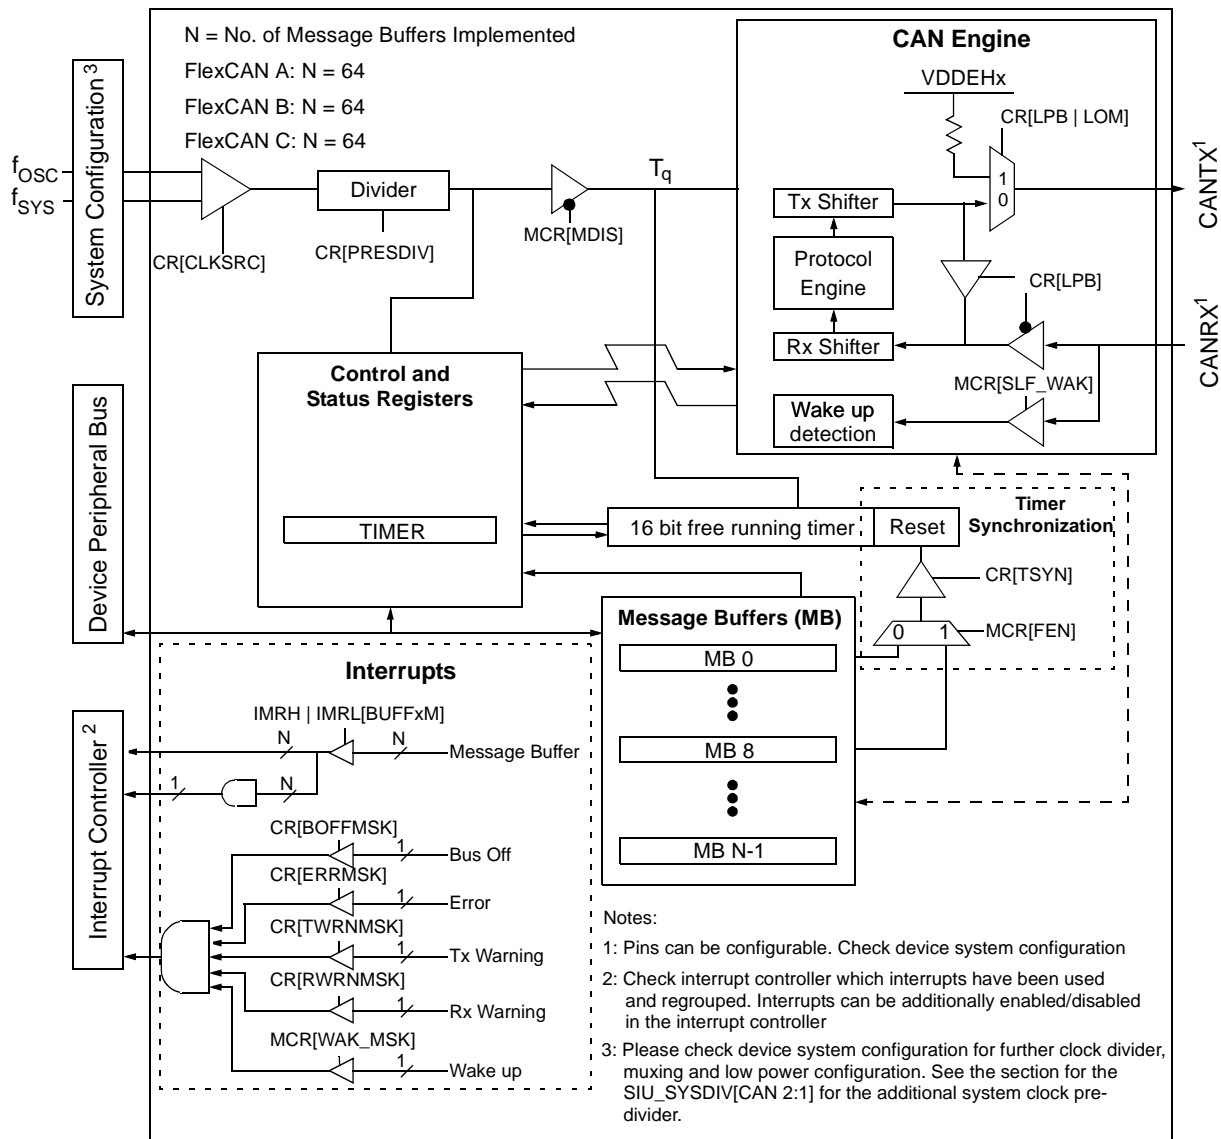 N = No. of Message Buffers Implemented
FlexCAN A: N = 64
FlexCAN B: N = 64
FlexCAN C: N = 64
System Configuration 3
fOSC
fSYS
CR[CLKSRC]
Divider
CR[PRESDIV]
MCR[MDIS]
Tq
CAN Engine
VDDEHx
CR[LPB | LOM]
1
0
CANTX1
Tx Shifter
Protocol
Engine
Rx Shifter
CR[LPB]
CANRX1
MCR[SLF_WAK]
Wake up
detection
Control and
Status Registers
TIMER
Device Peripheral Bus
16 bit free running timer
Reset
Timer
Synchronization
CR[TSYN]
0 1
MCR[FEN]
Message Buffers (MB)
MB 0
MB 8
MB N-1
Interrupts
Interrupt Controller 2
IMRH | IMRL[BUFFxM]
N
N
Message Buffer
1
N
CR[BOFFMSK]
1
Bus Off
CR[ERRMSK]
1
Error
CR[TWRNMSK]
1
Tx Warning
CR[RWRNMSK]
1
Rx Warning
MCR[WAK_MSK]
1
Wake up
Notes:
1: Pins can be configurable. Check device system configuration
2: Check interrupt controller which interrupts have been used
and regrouped. Interrupts can be additionally enabled/disabled
in the interrupt controller
3: Please check device system configuration for further clock divider,
muxing and low power configuration. See the section for the
SIU_SYSDIV[CAN 2:1] for the additional system clock pre-
divider.